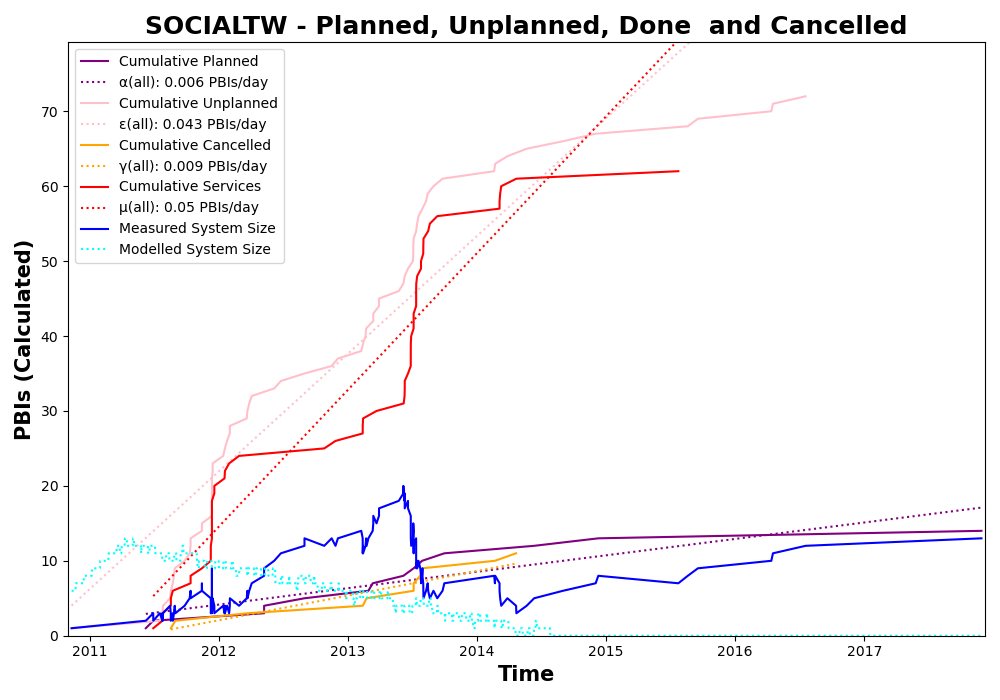 SOCIALTW - Planned, Unplanned, Done  and Cancelled
Cumulative Planned
α(all): 0.006 PBIs/day
Cumulative Unplanned
ε(all): 0.043 PBIs/day
Cumulative Cancelled
γ(all): 0.009 PBIs/day
Cumulative Services
μ(all): 0.05 PBIs/day
Measured System Size
Modelled System Size
PBIs (Calculated)
70
60
50
40
30
20
10
0
2011 2012 2013 2014 2015 2016 2017
Time